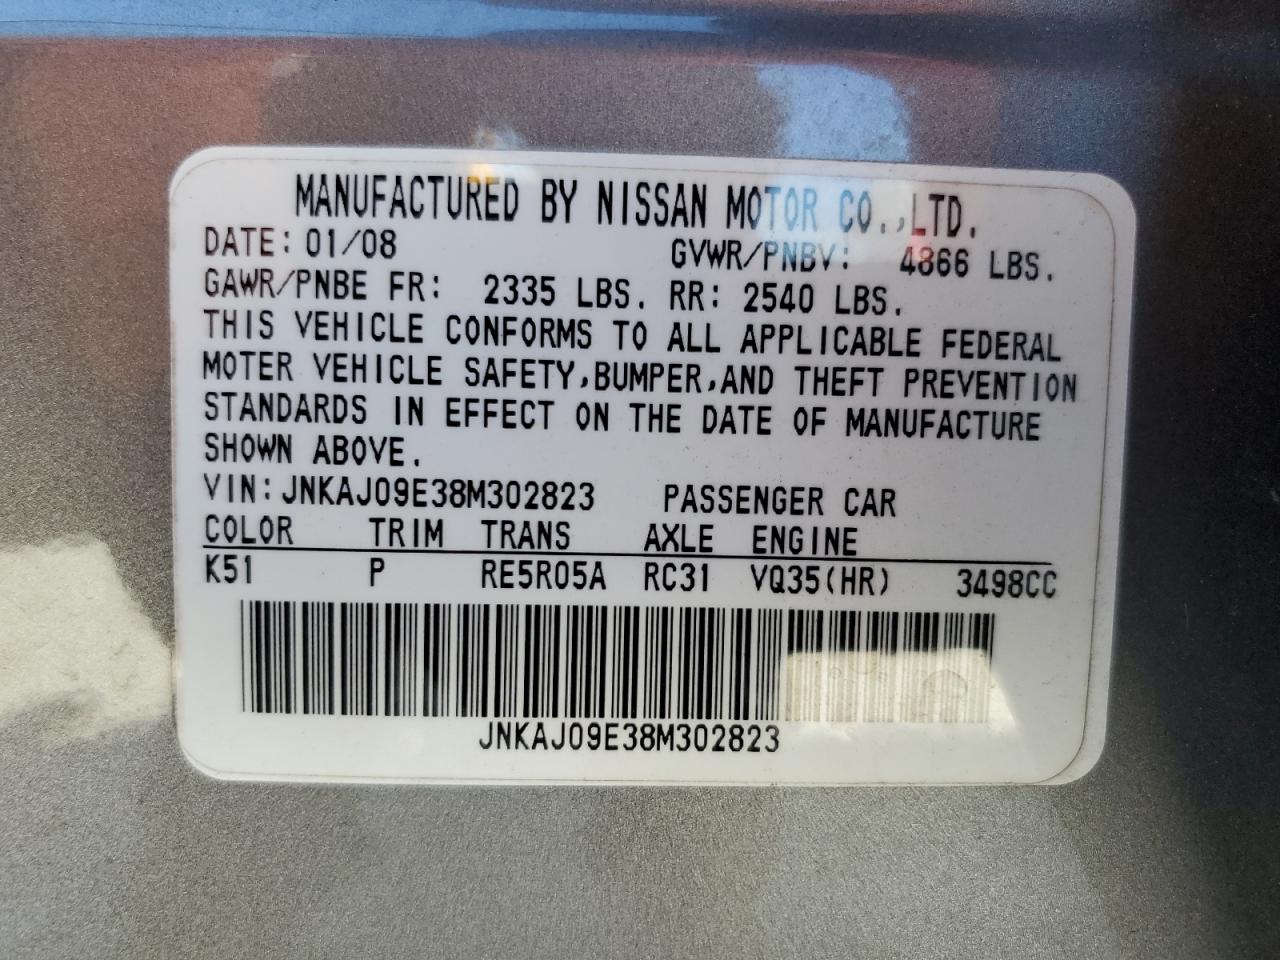 MANUFACTURED BY NISSAN MOTOR CO.,LTD.
DATE: 01/08 GVWR/PNBV: 4866 LBS.
GAWR/PNBE FR: 2335 LBS. RR: 2540 LBS.
THIS VEHICLE CONFORMS TO ALL APPLICABLE FEDERAL
MOTER VEHICLE SAFETY,BUMPER,AND THEFT PREVENTION
STANDARDS IN EFFECT ON THE DATE OF MANUFACTURE
SHOWN ABOVE.
VIN: JNKAJ09E38M302823 PASSENGER CAR
COLOR TRIM TRANS AXLE ENGINE
K51 P RE5R05A RC31 VQ35(HR) 3498CC
JNKAJ09E38M302823